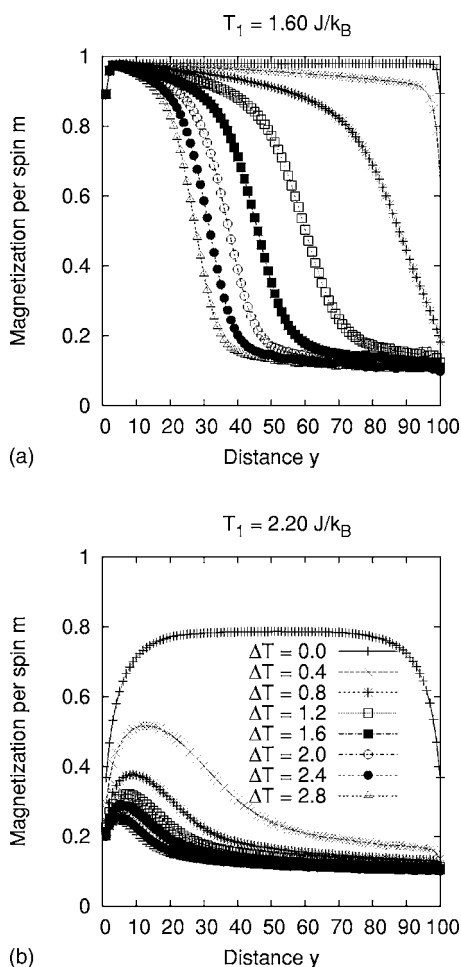 T₁ = 1.60 J/k_B
Magnetization per spin m
1
0.8
0.6
0.4
0.2
0
0 10 20 30 40 50 60 70 80 90 100
(a)
Distance y
T₁ = 2.20 J/k_B
Magnetization per spin m
1
0.8
0.6
0.4
0.2
0
ΔT = 0.0
ΔT = 0.4
ΔT = 0.8
ΔT = 1.2
ΔT = 1.6
ΔT = 2.0
ΔT = 2.4
ΔT = 2.8
0 10 20 30 40 50 60 70 80 90 100
(b)
Distance y